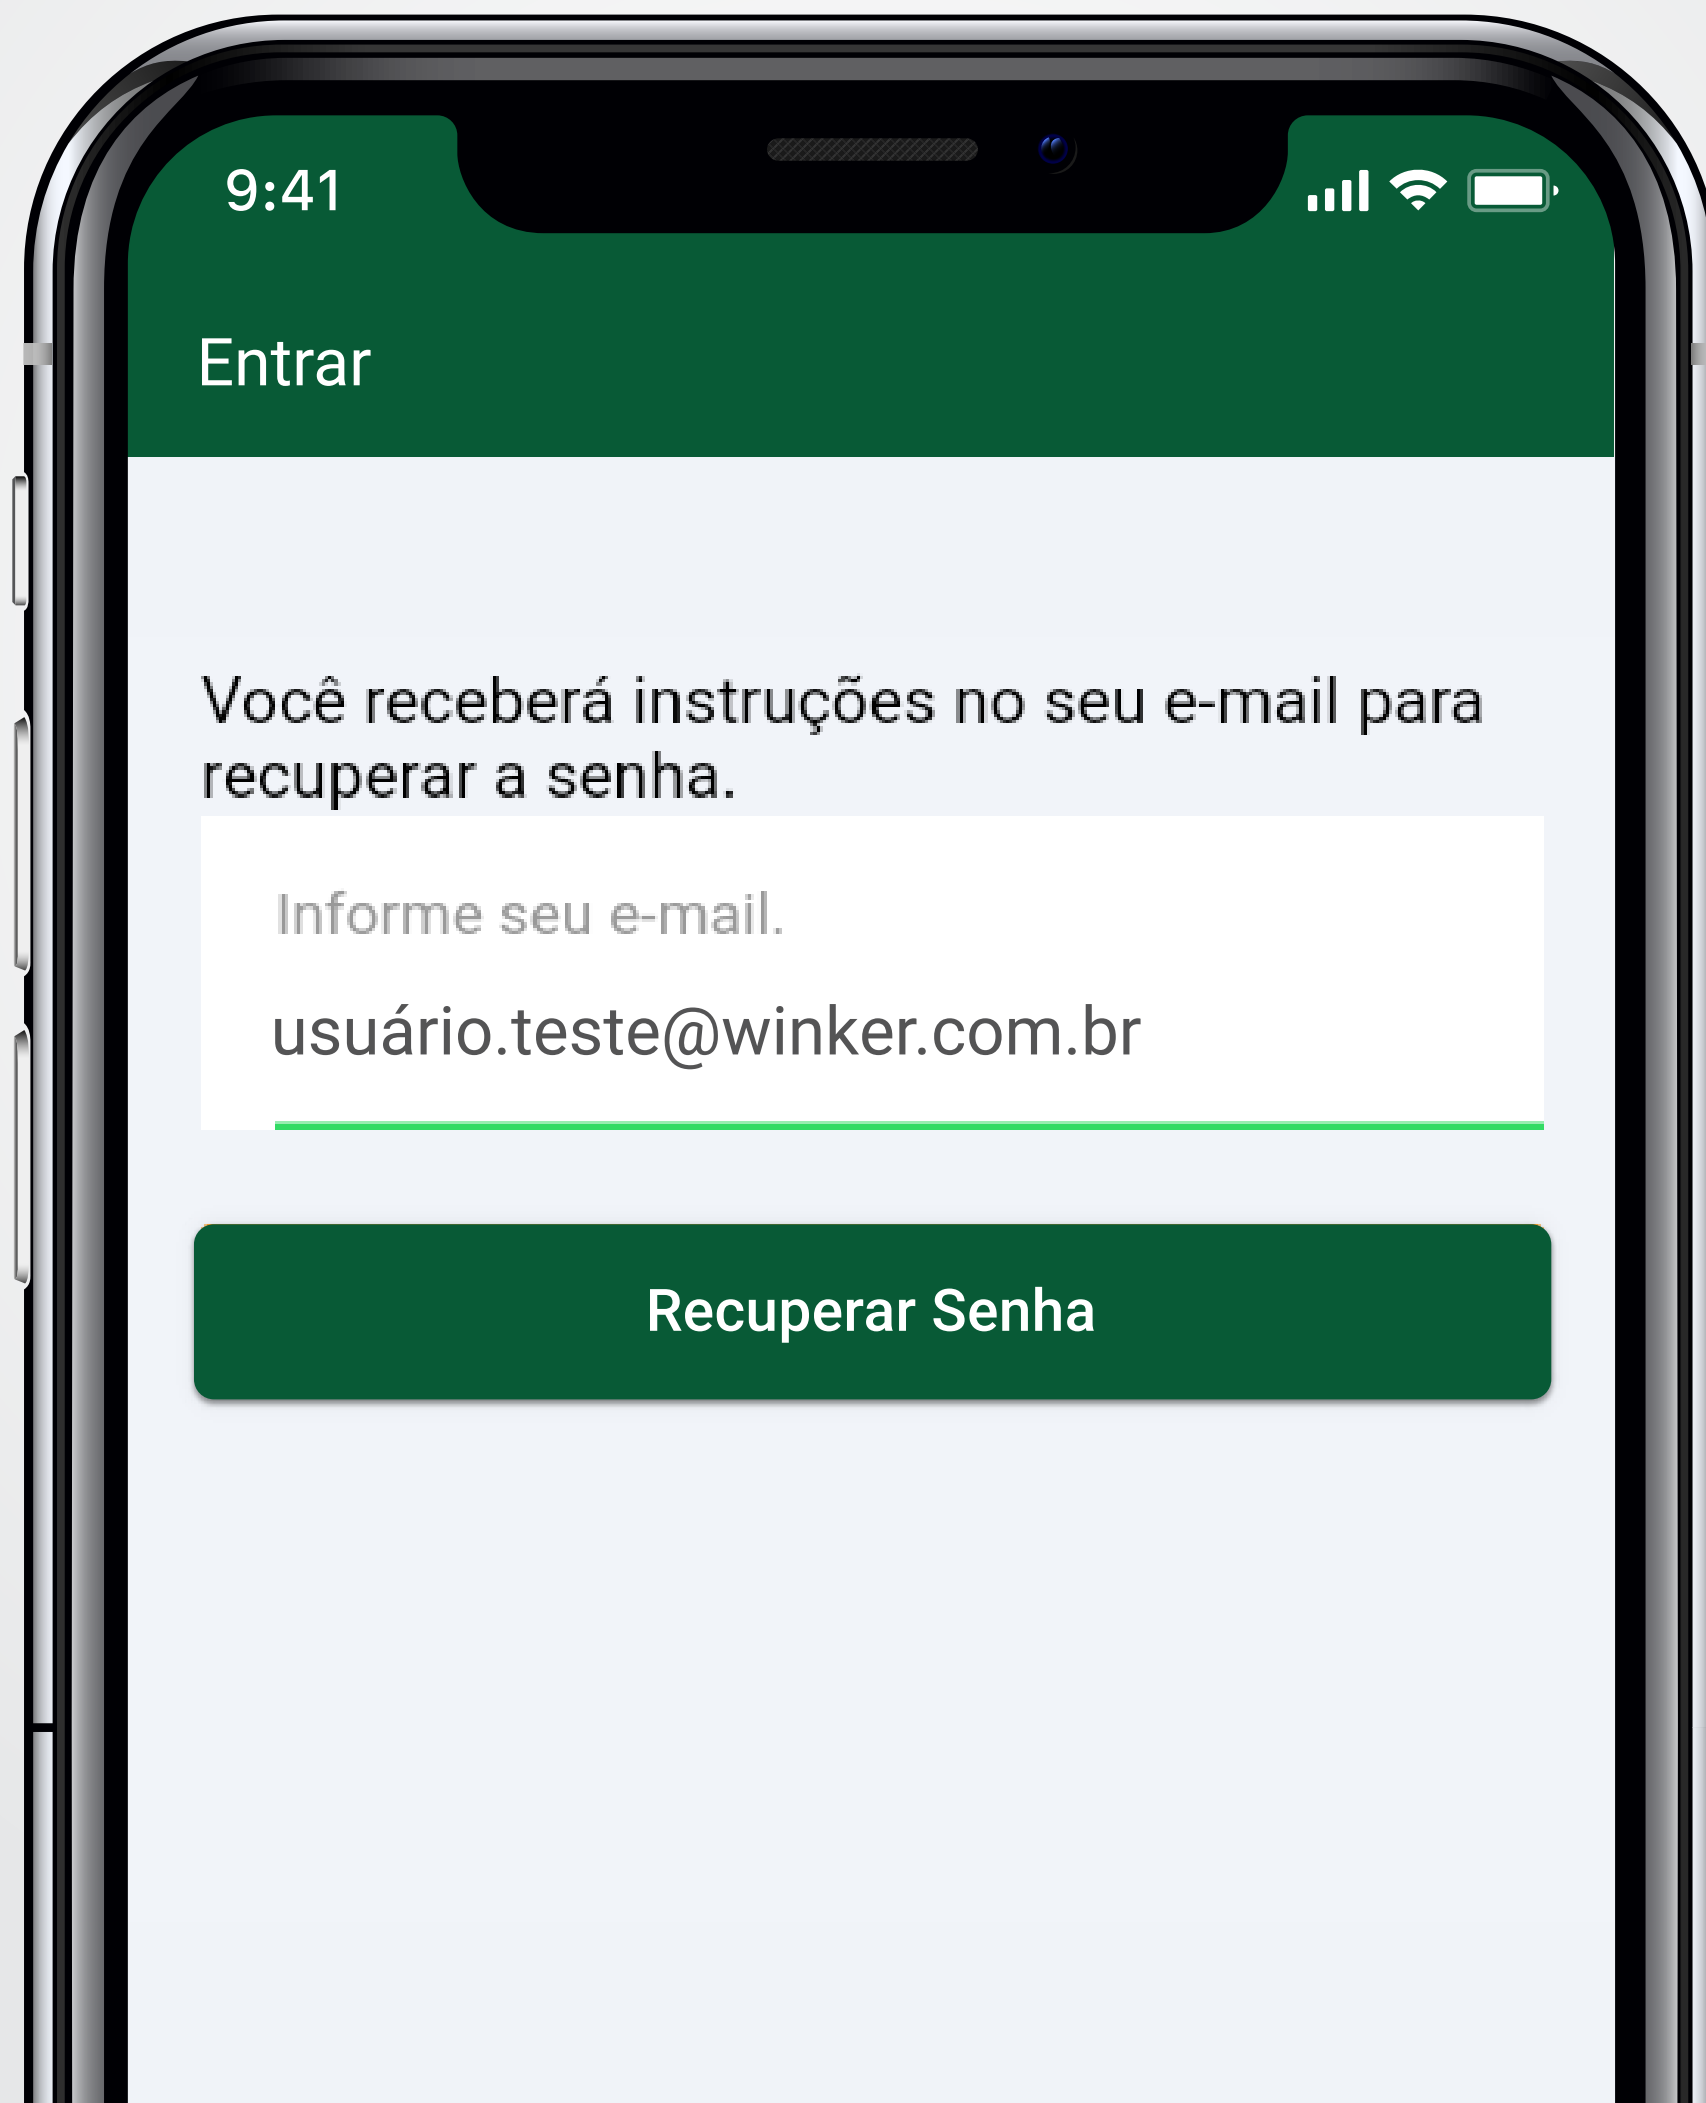 9:41
Entrar
Você receberá instruções no seu e-mail para
recuperar a senha.
Informe seu e-mail.
usuário.teste@winker.com.br
Recuperar Senha